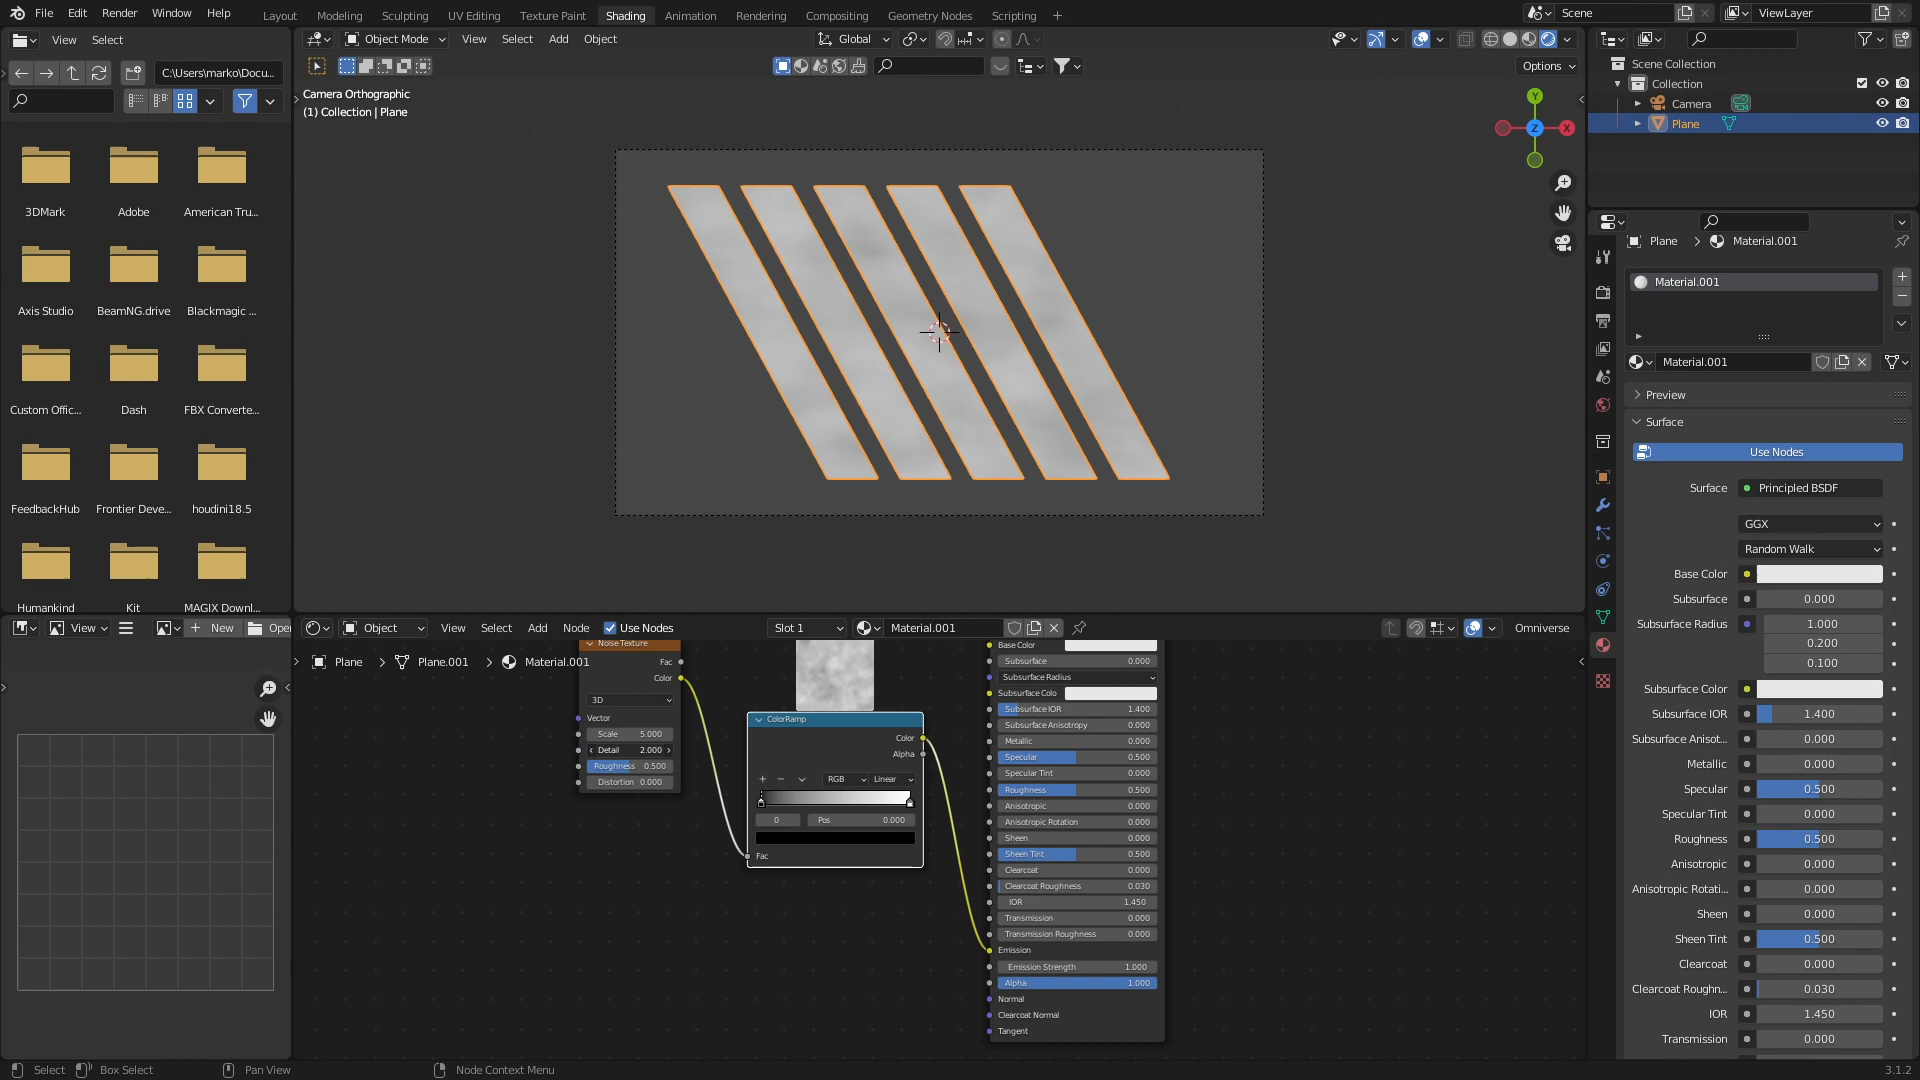 File Edit Render Window Help
Layout Modeling Sculpting UV Editing Texture Paint Shading Animation Rendering Compositing Geometry Nodes Scripting +
Scene
ViewLayer
View Select
C:\Users\marko\Docu...
3DMark Adobe American Tru...
Axis Studio BeamNG.drive Blackmagic ...
Custom Offic... Dash FBX Converte...
FeedbackHub Frontier Deve... houdini18.5
Humankind Kit MAGIX Downl...
Object Mode View Select Add Object
Global
Options
Camera Orthographic
(1) Collection | Plane
Y
Z
X
Scene Collection
Collection
Camera
Plane
Plane > Material.001
Material.001
Material.001
Preview
Surface
Use Nodes
Surface Principled BSDF
GGX
Random Walk
Base Color
Subsurface 0.000
Subsurface Radius 1.000
0.200
0.100
Subsurface Color
Subsurface IOR 1.400
Subsurface Anisot... 0.000
Metallic 0.000
Specular 0.500
Specular Tint 0.000
Roughness 0.500
Anisotropic 0.000
Anisotropic Rotati... 0.000
Sheen 0.000
Sheen Tint 0.500
Clearcoat 0.000
Clearcoat Roughn... 0.030
IOR 1.450
Transmission 0.000
View
+ New
Open
Object View Select Add Node Use Nodes
Slot 1
Material.001
Omniverse
Plane > Plane.001 > Material.001
Noise Texture
Fac
Color
3D
Vector
Scale 5.000
Detail 2.000
Roughness 0.500
Distortion 0.000
ColorRamp
Color
Alpha
+ − RGB Linear
0 Pos 0.000
Fac
Base Color
Subsurface 0.000
Subsurface Radius
Subsurface Colo
Subsurface IOR 1.400
Subsurface Anisotropy 0.000
Metallic 0.000
Specular 0.500
Specular Tint 0.000
Roughness 0.500
Anisotropic 0.000
Anisotropic Rotation 0.000
Sheen 0.000
Sheen Tint 0.500
Clearcoat 0.000
Clearcoat Roughness 0.030
IOR 1.450
Transmission 0.000
Transmission Roughness 0.000
Emission
Emission Strength 1.000
Alpha 1.000
Normal
Clearcoat Normal
Tangent
Select Box Select Pan View Node Context Menu
3.1.2